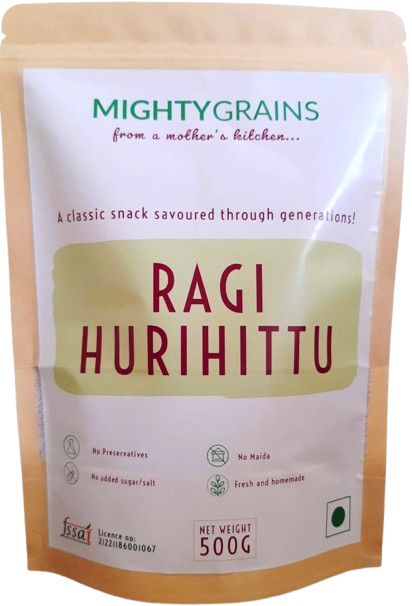 MIGHTYGRAINS
from a mother's kitchen...
A classic snack savoured through generations!
RAGI
HURIHITTU
No Preservatives
No Maida
No added sugar/salt
Fresh and homemade
fssai
Licence no:
21221186001067
NET WEIGHT
500G